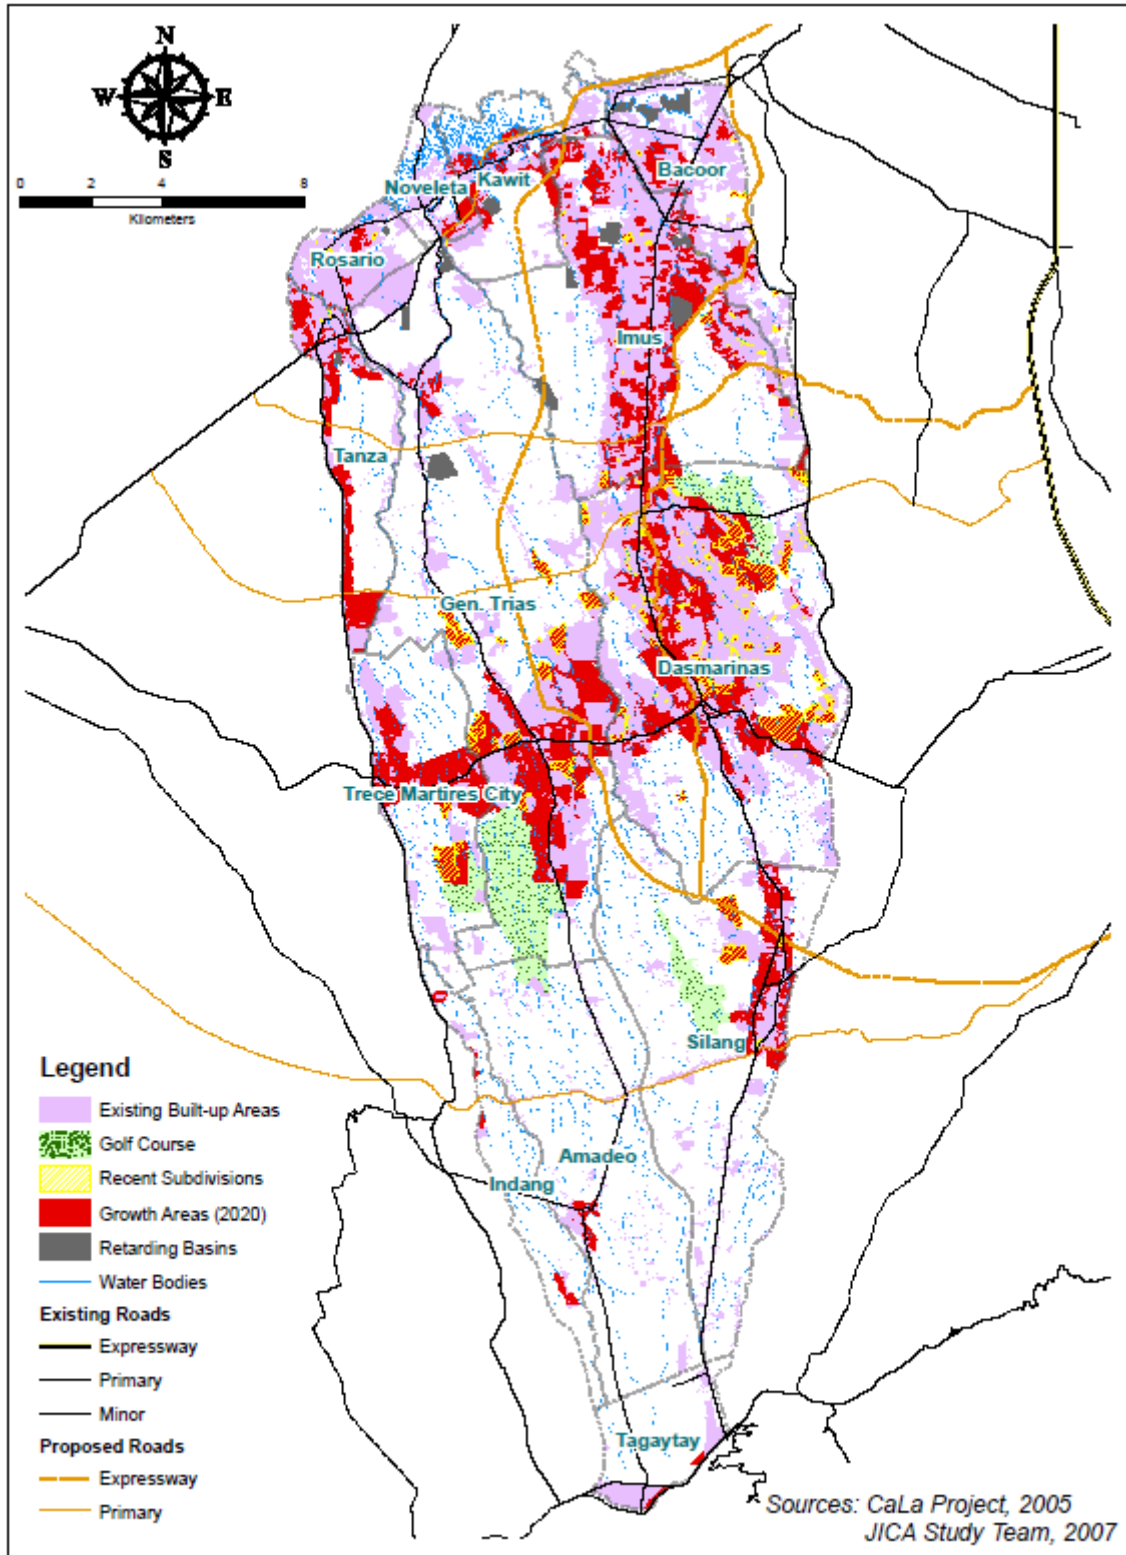 N
W E
S
0 2 4 8
Kilometers
Bacoor
Kawit
Noveleta
Rosario
Imus
Tanza
Gen. Trias
Dasmarinas
Trece Martires City
Silang
Amadeo
Indang
Tagaytay
Legend
Existing Built-up Areas
Golf Course
Recent Subdivisions
Growth Areas (2020)
Retarding Basins
Water Bodies
Existing Roads
Expressway
Primary
Minor
Proposed Roads
Expressway
Primary
Sources: CaLa Project, 2005
JICA Study Team, 2007